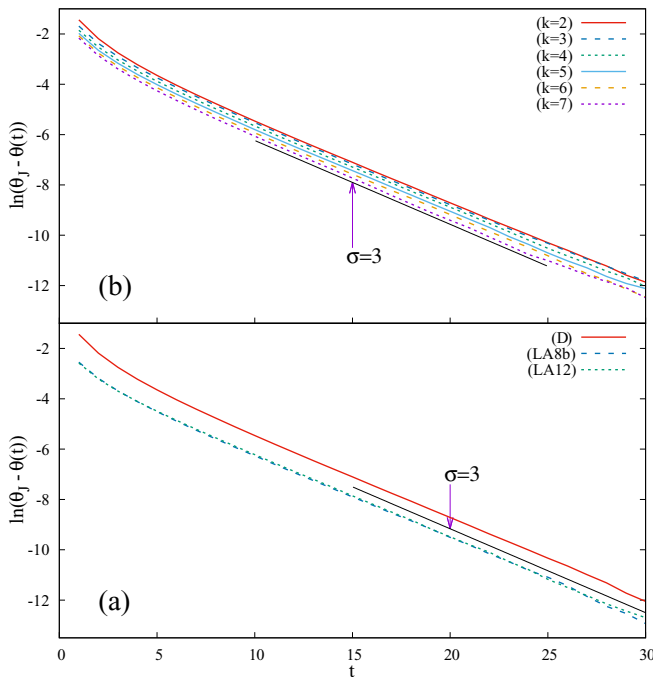 -2
-4
-6
-8
-10
-12
ln(θJ - θ(t))
(k=2)
(k=3)
(k=4)
(k=5)
(k=6)
(k=7)
σ=3
(b)
-2
-4
-6
-8
-10
-12
ln(θJ - θ(t))
(D)
(LA8b)
(LA12)
σ=3
(a)
0 5 10 15 20 25 30
t